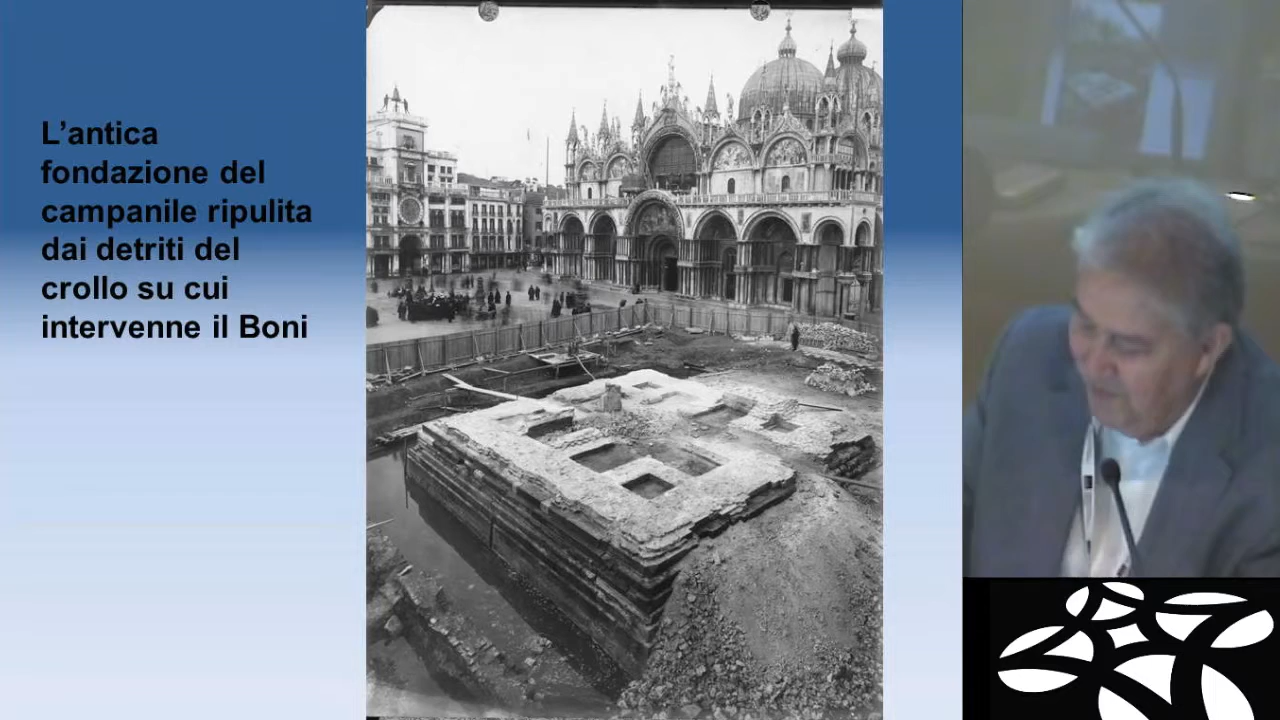 L’antica
fondazione del
campanile ripulita
dai detriti del
crollo su cui
intervenne il Boni